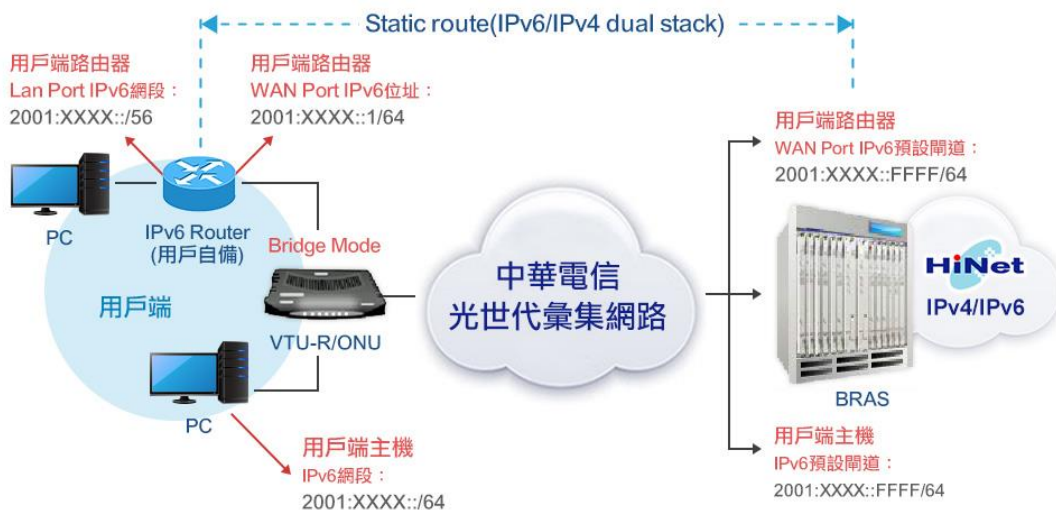 Static route(IPv6/IPv4 dual stack)
用戶端路由器
Lan Port IPv6網段：
2001:XXXX::/56
用戶端路由器
WAN Port IPv6位址：
2001:XXXX::1/64
用戶端路由器
WAN Port IPv6預設閘道：
2001:XXXX::FFFF/64
PC
IPv6 Router
(用戶自備)
Bridge Mode
用戶端
VTU-R/ONU
中華電信
光世代彙集網路
HiNet
IPv4/IPv6
BRAS
PC
用戶端主機
IPv6網段：
2001:XXXX::/64
用戶端主機
IPv6預設閘道：
2001:XXXX::FFFF/64